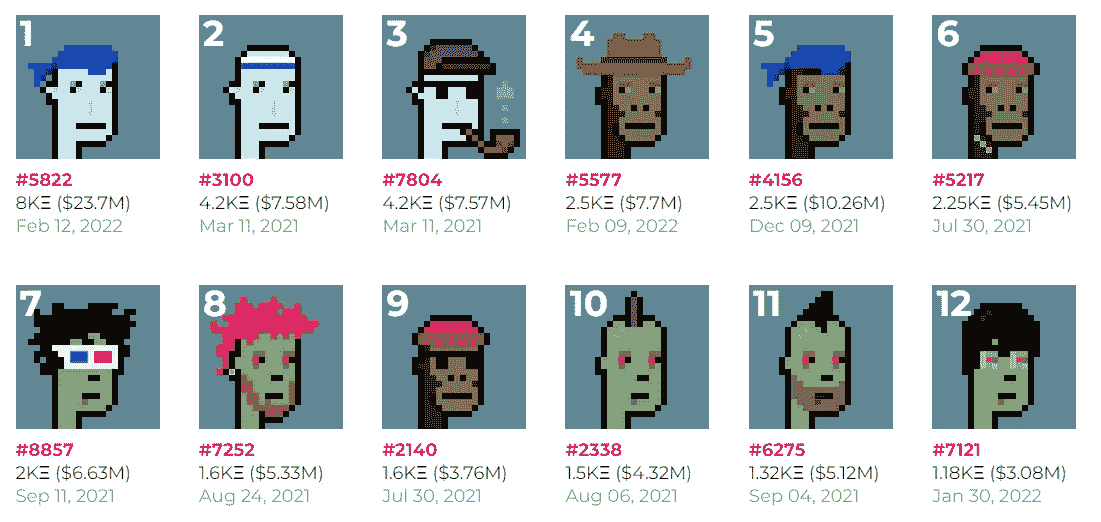 1 2 3 4 5 6
#5822 #3100 #7804 #5577 #4156 #5217
8KΞ ($23.7M) 4.2KΞ ($7.58M) 4.2KΞ ($7.57M) 2.5KΞ ($7.7M) 2.5KΞ ($10.26M) 2.25KΞ ($5.45M)
Feb 12, 2022 Mar 11, 2021 Mar 11, 2021 Feb 09, 2022 Dec 09, 2021 Jul 30, 2021
7 8 9 10 11 12
#8857 #7252 #2140 #2338 #6275 #7121
2KΞ ($6.63M) 1.6KΞ ($5.33M) 1.6KΞ ($3.76M) 1.5KΞ ($4.32M) 1.32KΞ ($5.12M) 1.18KΞ ($3.08M)
Sep 11, 2021 Aug 24, 2021 Jul 30, 2021 Aug 06, 2021 Sep 04, 2021 Jan 30, 2022